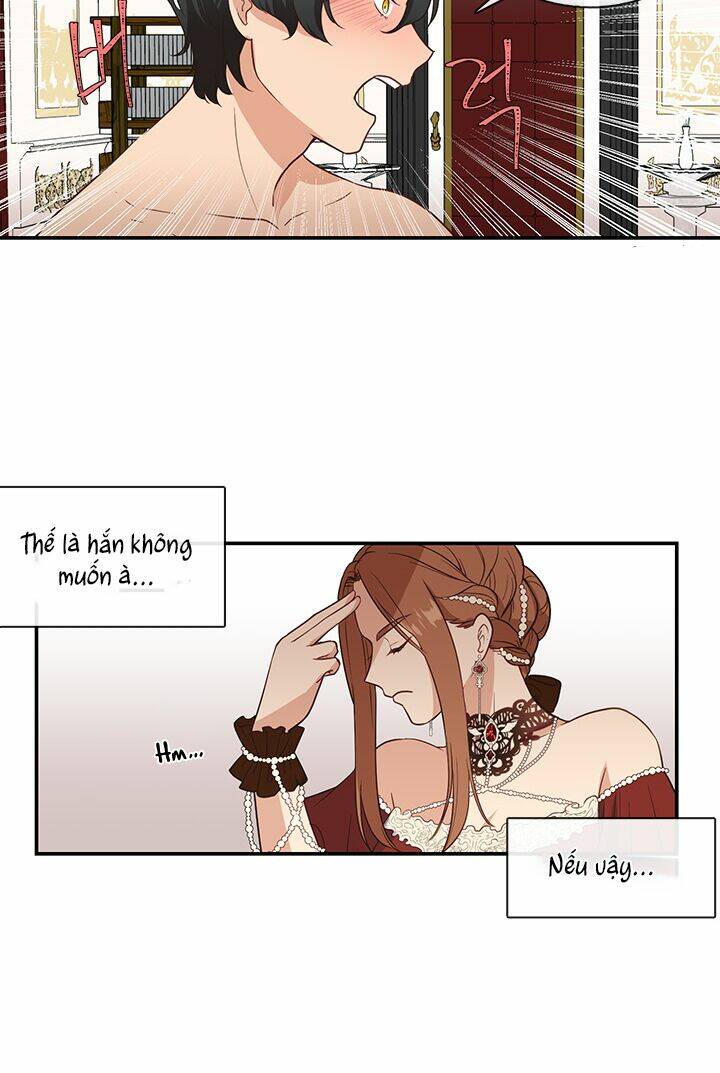 버
럭
Thế là hắn không
muốn à...
Hm...
Nếu vậy...